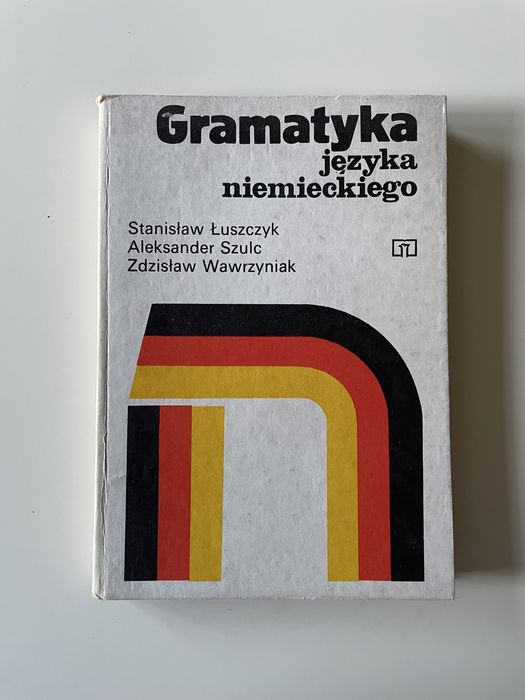 Gramatyka
języka
niemieckiego
Stanisław Łuszczyk
Aleksander Szulc
Zdzisław Wawrzyniak